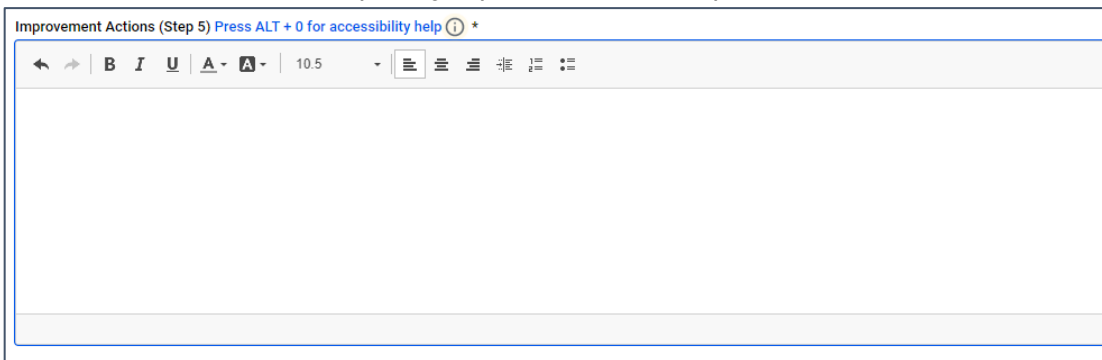 Improvement Actions (Step 5) Press ALT + 0 for accessibility help *
B I U A A 10.5